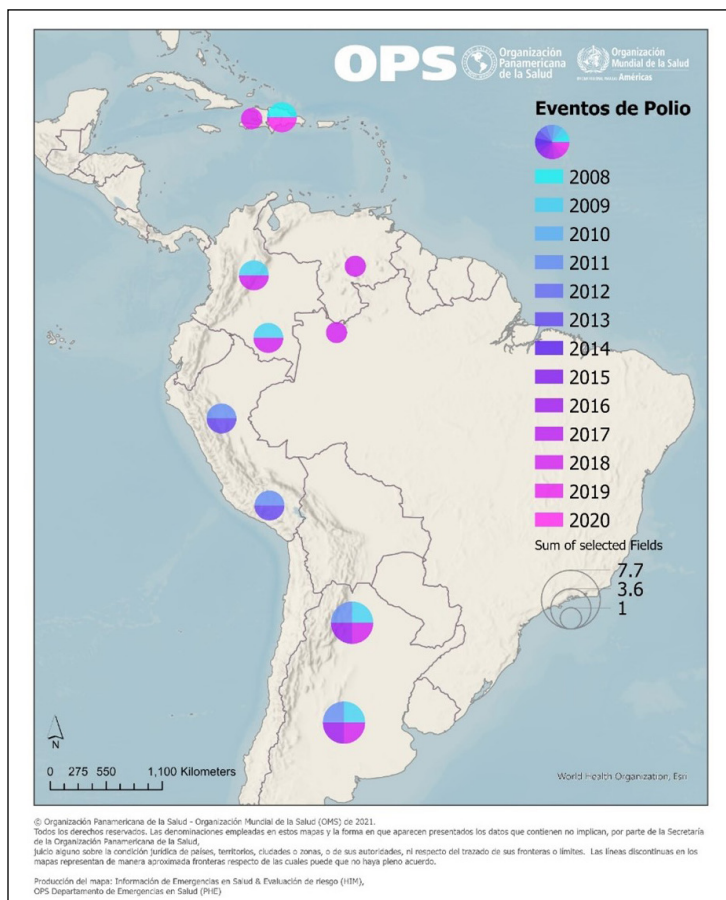 OPS
Organización
Panamericana
de la Salud
Organización
Mundial de la Salud
Américas
Eventos de Polio
2008
2009
2010
2011
2012
2013
2014
2015
2016
2017
2018
2019
2020
Sum of selected Fields
7.7
3.6
1
N
0 275 550 1,100 Kilometers
World Health Organization, Esri
© Organización Panamericana de la Salud - Organización Mundial de la Salud (OMS) de 2021.
Todos los derechos reservados. Las denominaciones empleadas en estos mapas y la forma en que aparecen presentados los datos que contienen no implican, por parte de la Secretaría
de la Organización Panamericana de la Salud,
juicio alguno sobre la condición jurídica de países, territorios, ciudades o zonas, o de sus autoridades, ni respecto del trazado de sus fronteras o límites. Las líneas discontinuas en los
mapas representan de manera aproximada fronteras respecto de las cuales puede que no haya pleno acuerdo.
Producción del mapa: Información de Emergencias en Salud & Evaluación de riesgo (HIM),
OPS Departamento de Emergencias en Salud (PHE)